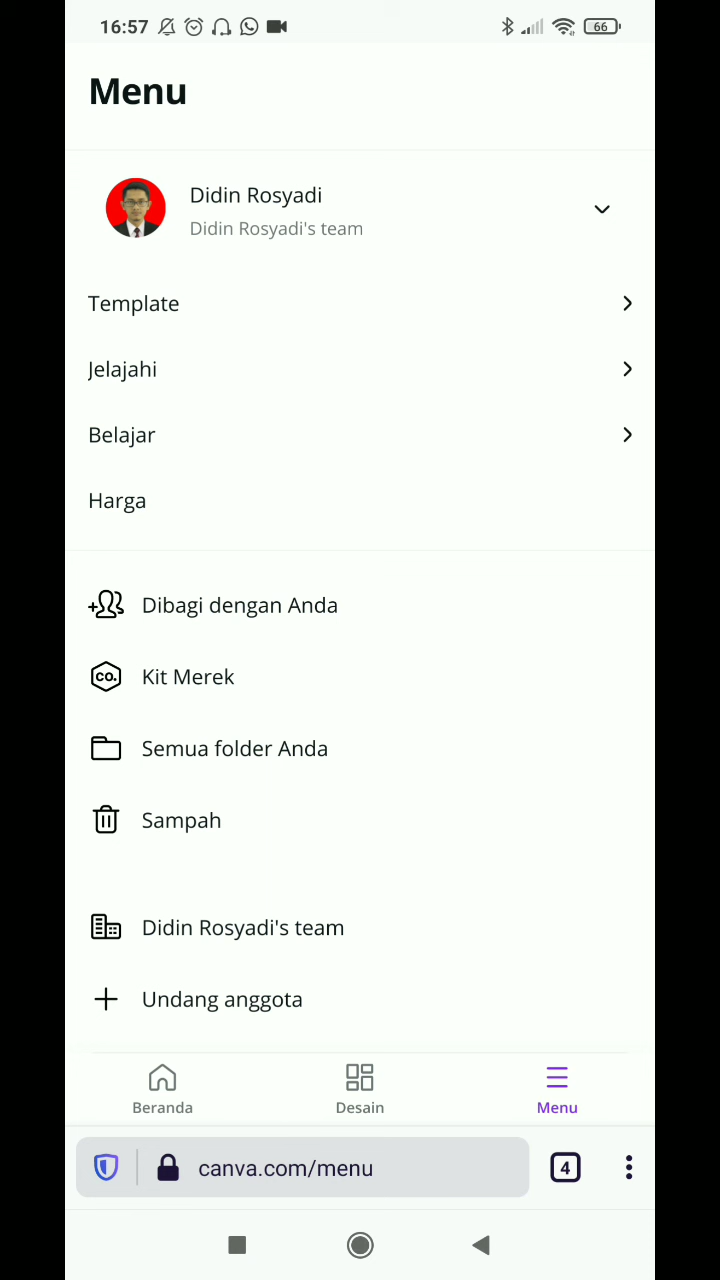 16:57
66
Menu
Didin Rosyadi
Didin Rosyadi's team
Template
Jelajahi
Belajar
Harga
Dibagi dengan Anda
CO. Kit Merek
Semua folder Anda
Sampah
Didin Rosyadi's team
Undang anggota
Beranda Desain Menu
canva.com/menu 4